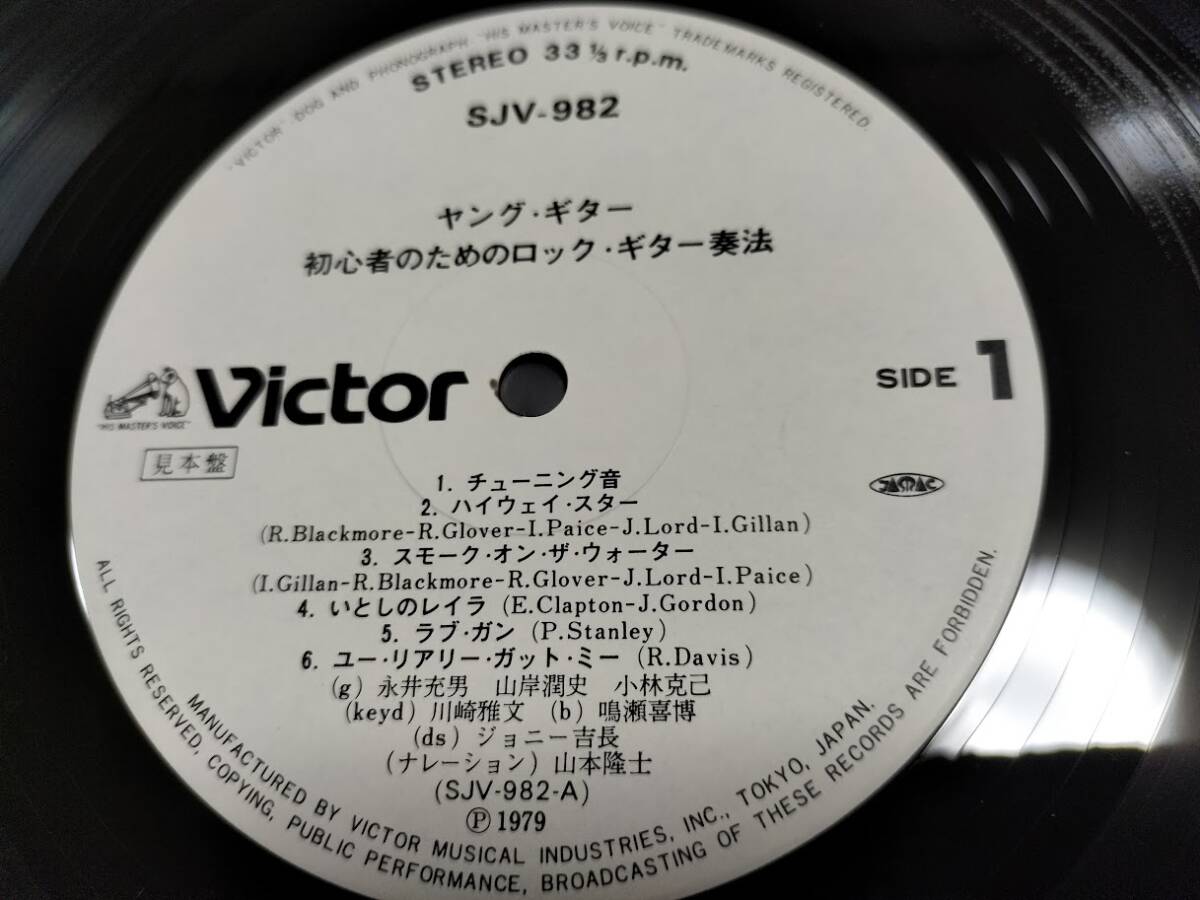 "VICTOR" DOG AND PHONOGRAPH "HIS MASTER'S VOICE" TRADEMARKS REGISTERED.
STEREO 33 1/3 r.p.m.
SJV-982
ヤング・ギター
初心者のためのロック・ギター奏法
Victor
SIDE 1
"HIS MASTER'S VOICE"
見本盤
JASRAC
1. チューニング音
2. ハイウェイ・スター
(R.Blackmore-R.Glover-I.Paice-J.Lord-I.Gillan)
3. スモーク・オン・ザ・ウォーター
(I.Gillan-R.Blackmore-R.Glover-J.Lord-I.Paice)
4. いとしのレイラ (E.Clapton-J.Gordon)
5. ラブ・ガン (P.Stanley)
6. ユー・リアリー・ガット・ミー (R.Davis)
(g) 永井充男 山岸潤史 小林克己
(keyd) 川崎雅文 (b) 鳴瀬喜博
(ds) ジョニー吉長
(ナレーション) 山本隆士
(SJV-982-A)
Ⓟ1979
MANUFACTURED BY VICTOR MUSICAL INDUSTRIES, INC., TOKYO, JAPAN.
ALL RIGHTS RESERVED, COPYING, PUBLIC PERFORMANCE, BROADCASTING OF THESE RECORDS ARE FORBIDDEN.